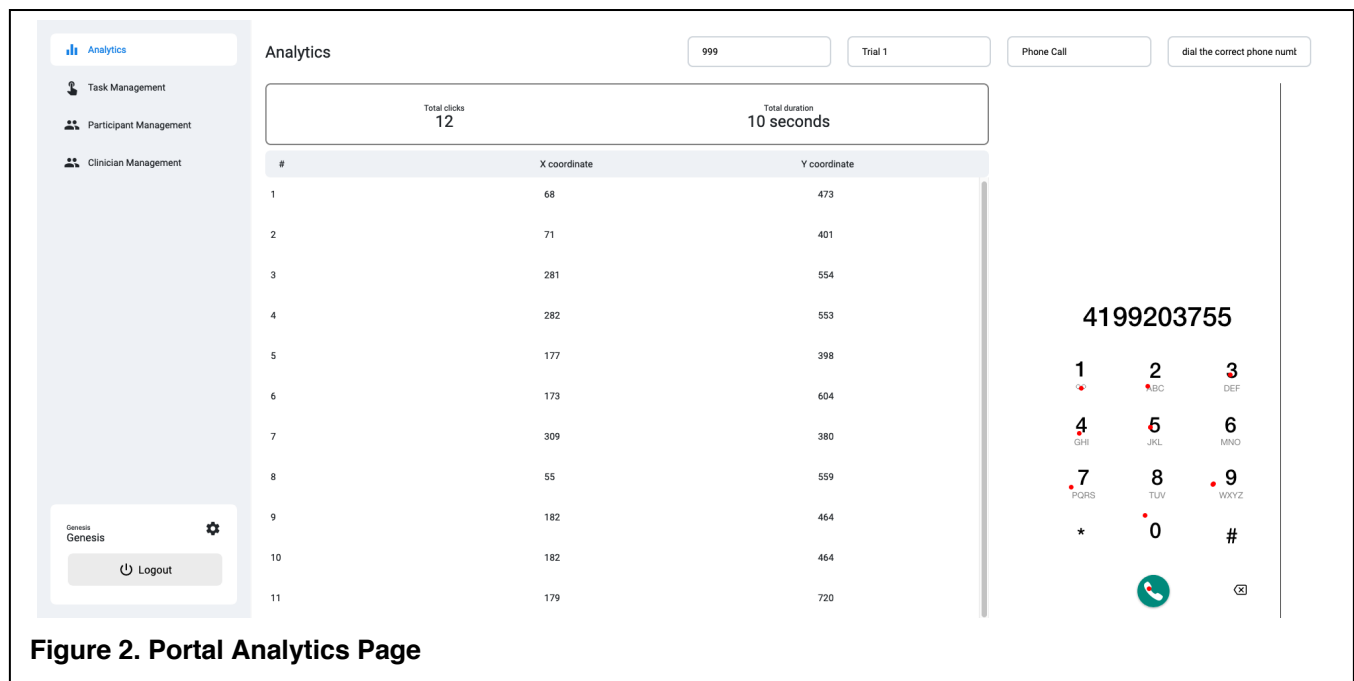 Analytics
Task Management
Participant Management
Clinician Management
Genesis
Genesis
Logout
Analytics
999
Trial 1
Phone Call
dial the correct phone numb
Total clicks
12
Total duration
10 seconds
# X coordinate Y coordinate
1 68 473
2 71 401
3 281 554
4 282 553
5 177 398
6 173 604
7 309 380
8 55 559
9 182 464
10 182 464
11 179 720
4199203755
1 2 3
ABC DEF
4 5 6
GHI JKL MNO
7 8 9
PQRS TUV WXYZ
* 0 #
Figure 2. Portal Analytics Page